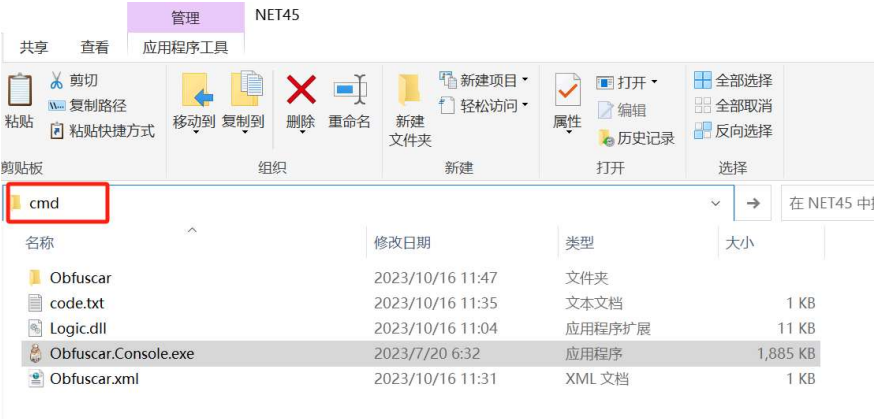 管理 NET45
共享 查看 应用程序工具
剪切 新建项目 打开 全部选择
复制路径 轻松访问 编辑 全部取消
粘贴 粘贴快捷方式 移动到 复制到 删除 重命名 新建 属性 历史记录 反向选择
文件夹
剪贴板 组织 新建 打开 选择
cmd 在 NET45 中
名称 修改日期 类型 大小
Obfuscar 2023/10/16 11:47 文件夹
code.txt 2023/10/16 11:35 文本文档 1 KB
Logic.dll 2023/10/16 11:04 应用程序扩展 11 KB
Obfuscar.Console.exe 2023/7/20 6:32 应用程序 1,885 KB
Obfuscar.xml 2023/10/16 11:31 XML 文档 1 KB